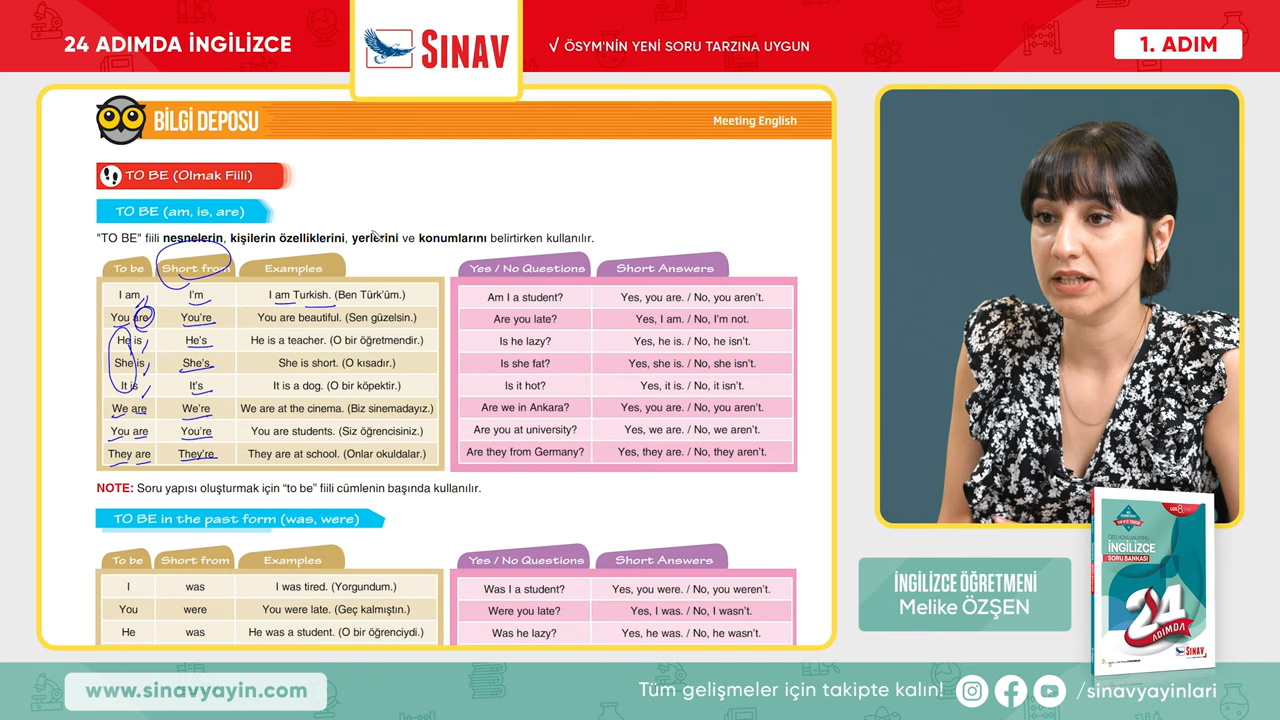 24 ADIMDA İNGİLİZCE
SINAV
√ ÖSYM'NİN YENİ SORU TARZINA UYGUN
1. ADIM
BİLGİ DEPOSU
Meeting English
TO BE (Olmak Fiili)
TO BE (am, is, are)
"TO BE" fiili nesnelerin, kişilerin özelliklerini, yerlerini ve konumlarını belirtirken kullanılır.
To be Short from Examples
I am I'm I am Turkish. (Ben Türk'üm.)
You are You're You are beautiful. (Sen güzelsin.)
He is He's He is a teacher. (O bir öğretmendir.)
She is She's She is short. (O kısadır.)
It is It's It is a dog. (O bir köpektir.)
We are We're We are at the cinema. (Biz sinemadayız.)
You are You're You are students. (Siz öğrencisiniz.)
They are They're They are at school. (Onlar okuldalar.)
Yes / No Questions Short Answers
Am I a student? Yes, you are. / No, you aren't.
Are you late? Yes, I am. / No, I'm not.
Is he lazy? Yes, he is. / No, he isn't.
Is she fat? Yes, she is. / No, she isn't.
Is it hot? Yes, it is. / No, it isn't.
Are we in Ankara? Yes, you are. / No, you aren't.
Are you at university? Yes, we are. / No, we aren't.
Are they from Germany? Yes, they are. / No, they aren't.
NOTE: Soru yapısı oluşturmak için "to be" fiili cümlenin başında kullanılır.
TO BE in the past form (was, were)
To be Short from Examples
I was I was tired. (Yorgundum.)
You were You were late. (Geç kalmıştın.)
He was He was a student. (O bir öğrenciydi.)
Yes / No Questions Short Answers
Was I a student? Yes, you were. / No, you weren't.
Were you late? Yes, I was. / No, I wasn't.
Was he lazy? Yes, he was. / No, he wasn't.
İNGİLİZCE ÖĞRETMENİ
Melike ÖZŞEN
İNGİLİZCE
SORU BANKASI
24
ADIMDA
SINAV
www.sinavyayin.com
Tüm gelişmeler için takipte kalın!
/sinavyayinlari